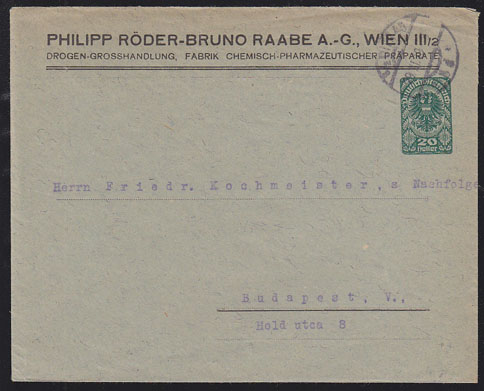 PHILIPP RÖDER-BRUNO RAABE A.-G., WIEN III/2
DROGEN-GROSSHANDLUNG, FABRIK CHEMISCH-PHARMAZEUTISCHER PRÄPARATE
20
Heller
Herrn Friedr. Kochmeister,s Nachfolge
Budapest, V.,
Hold utca 8